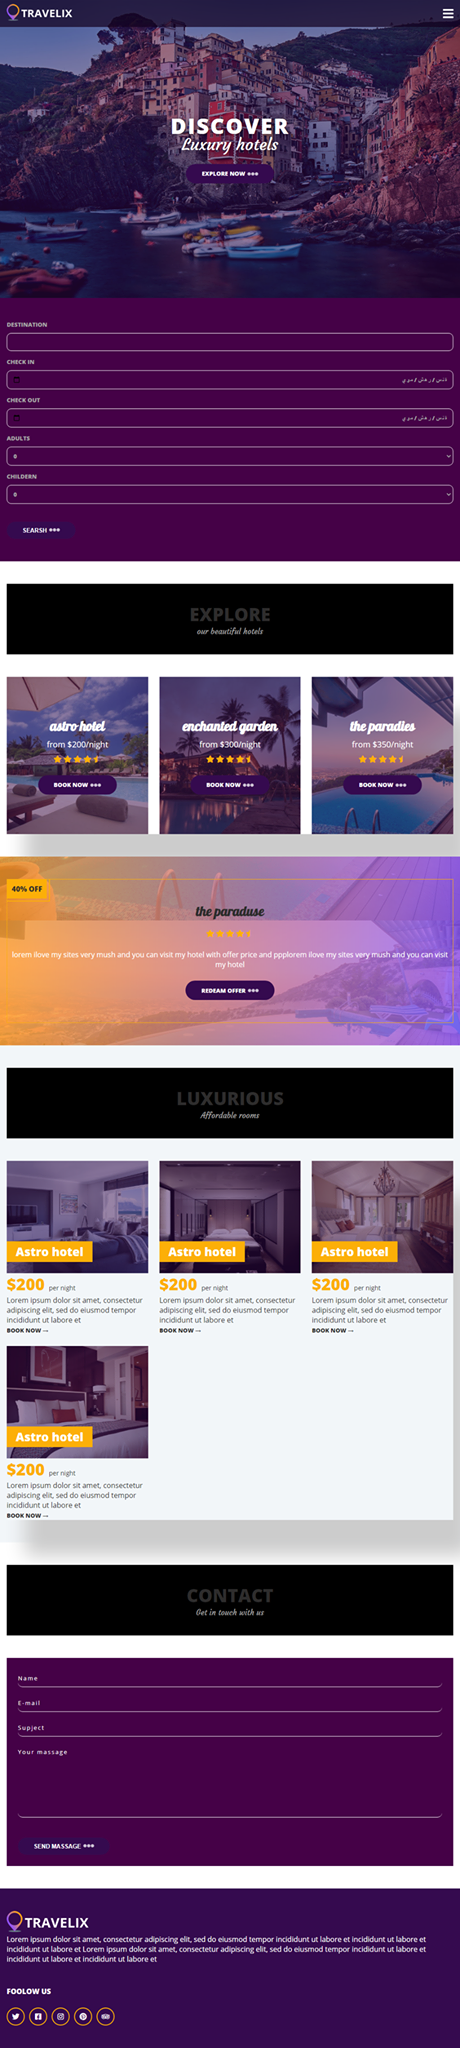 TRAVELIX
DISCOVER
Luxury hotels
EXPLORE NOW
DESTINATION
CHECK IN
CHECK OUT
ADULTS
0
CHILDERN
0
SEARSH
EXPLORE
our beautiful hotels
astro hotel
from $200/night
BOOK NOW
enchanted garden
from $300/night
BOOK NOW
the paradies
from $350/night
BOOK NOW
40% OFF
the paraduse
lorem ilove my sites very mush and you can visit my hotel with offer price and ppplorem ilove my sites very mush and you can visit
my hotel
REDEAM OFFER
LUXURIOUS
Affordable rooms
Astro hotel
$200 per night
Lorem ipsum dolor sit amet, consectetur
adipiscing elit, sed do eiusmod tempor
incididunt ut labore et
BOOK NOW →
Astro hotel
$200 per night
Lorem ipsum dolor sit amet, consectetur
adipiscing elit, sed do eiusmod tempor
incididunt ut labore et
BOOK NOW →
Astro hotel
$200 per night
Lorem ipsum dolor sit amet, consectetur
adipiscing elit, sed do eiusmod tempor
incididunt ut labore et
BOOK NOW →
Astro hotel
$200 per night
Lorem ipsum dolor sit amet, consectetur
adipiscing elit, sed do eiusmod tempor
incididunt ut labore et
BOOK NOW →
CONTACT
Get in touch with us
Name
E-mail
Supject
Your massage
SEND MASSAGE
TRAVELIX
Lorem ipsum dolor sit amet, consectetur adipiscing elit, sed do eiusmod tempor incididunt ut labore et incididunt ut labore et
incididunt ut labore et Lorem ipsum dolor sit amet, consectetur adipiscing elit, sed do eiusmod tempor incididunt ut labore et
incididunt ut labore et incididunt ut labore et
FOOLOW US